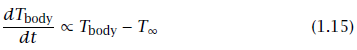 dT_body/dt ∝ T_body − T_∞ (1.15)